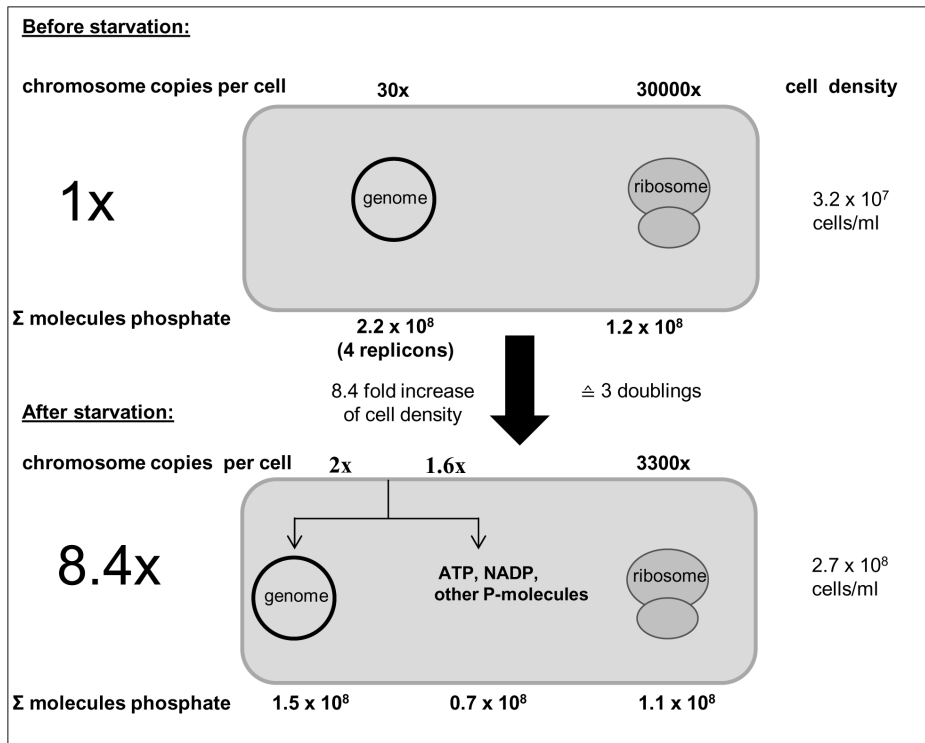 Before starvation:
chromosome copies per cell 30x 30000x cell density
1x
genome
ribosome
3.2 x 10⁷
cells/ml
Σ molecules phosphate
2.2 x 10⁸ 1.2 x 10⁸
(4 replicons)
8.4 fold increase
of cell density
≙ 3 doublings
After starvation:
chromosome copies per cell 2x 1.6x 3300x
8.4x
genome
ATP, NADP,
other P-molecules
ribosome
2.7 x 10⁸
cells/ml
Σ molecules phosphate 1.5 x 10⁸ 0.7 x 10⁸ 1.1 x 10⁸